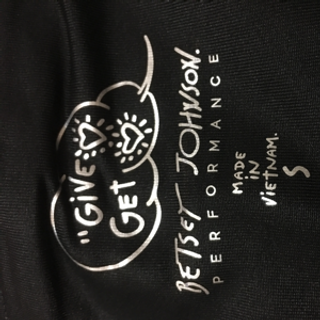 "GIVE
GET
BETSEY JOHNSON.
PERFORMANCE
MADE
IN
VIETNAM.
S